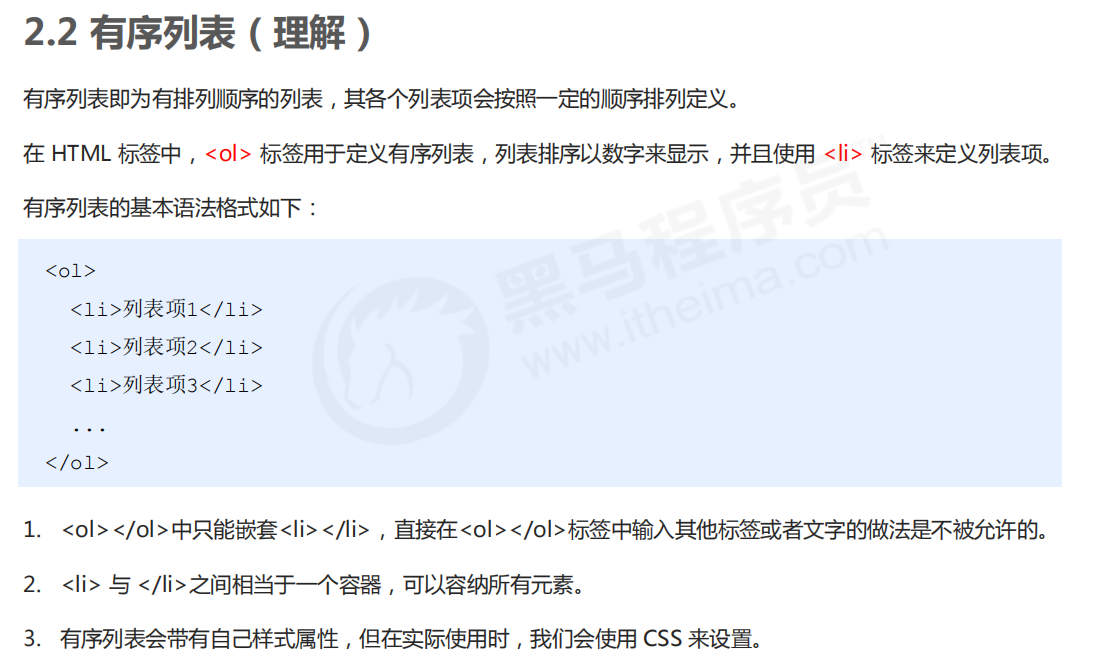 2.2 有序列表（理解）
有序列表即为有排列顺序的列表，其各个列表项会按照一定的顺序排列定义。
在 HTML 标签中，<ol> 标签用于定义有序列表，列表排序以数字来显示，并且使用 <li> 标签来定义列表项。
有序列表的基本语法格式如下：
<ol>
<li>列表项1</li>
<li>列表项2</li>
<li>列表项3</li>
...
</ol>
黑马程序员
www.itheima.com
1. <ol></ol>中只能嵌套<li></li>，直接在<ol></ol>标签中输入其他标签或者文字的做法是不被允许的。
2. <li> 与 </li>之间相当于一个容器，可以容纳所有元素。
3. 有序列表会带有自己样式属性，但在实际使用时，我们会使用 CSS 来设置。